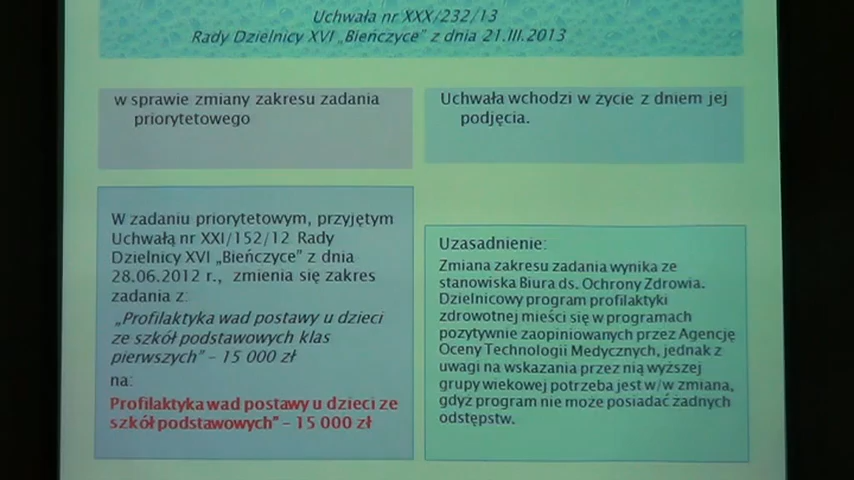 Uchwała nr XXX/232/13
Rady Dzielnicy XVI „Bieńczyce” z dnia 21.III.2013
w sprawie zmiany zakresu zadania
priorytetowego
Uchwała wchodzi w życie z dniem jej
podjęcia.
W zadaniu priorytetowym, przyjętym
Uchwałą nr XXI/152/12 Rady
Dzielnicy XVI „Bieńczyce” z dnia
28.06.2012 r., zmienia się zakres
zadania z:
„Profilaktyka wad postawy u dzieci
ze szkół podstawowych klas
pierwszych” – 15 000 zł
na:
Profilaktyka wad postawy u dzieci ze
szkół podstawowych” – 15 000 zł
Uzasadnienie:
Zmiana zakresu zadania wynika ze
stanowiska Biura ds. Ochrony Zdrowia.
Dzielnicowy program profilaktyki
zdrowotnej mieści się w programach
pozytywnie zaopiniowanych przez Agencję
Oceny Technologii Medycznych, jednak z
uwagi na wskazania przez nią wyższej
grupy wiekowej potrzeba jest w/w zmiana,
gdyż program nie może posiadać żadnych
odstępstw.